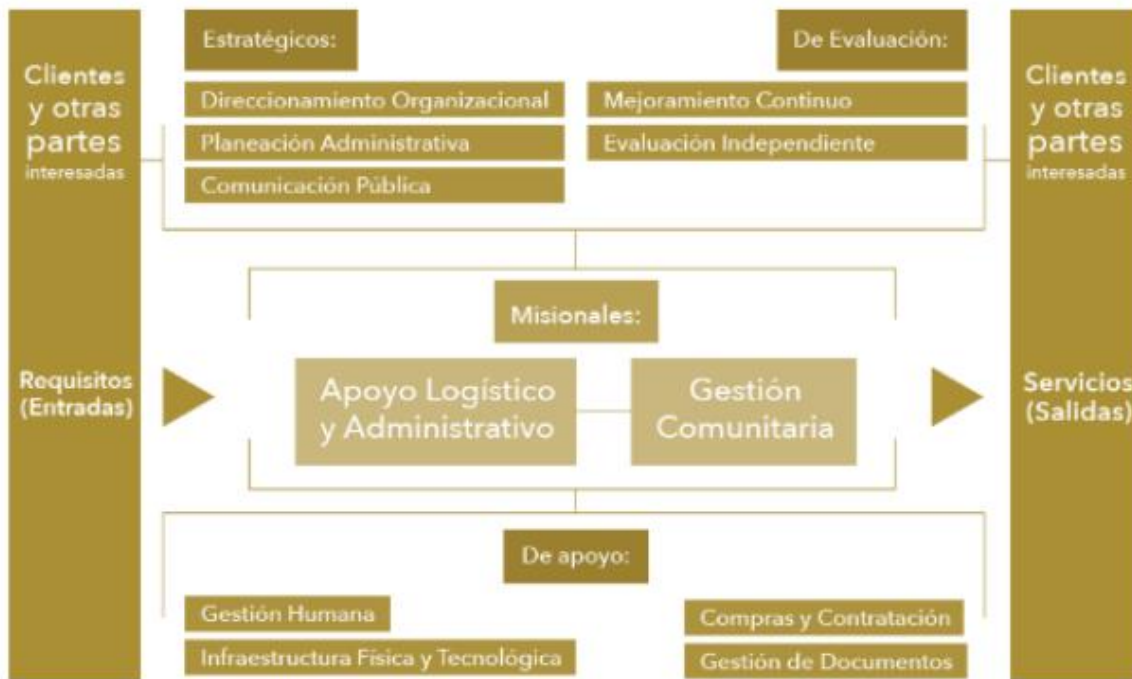 Clientes
y otras
partes
interesadas
Requisitos
(Entradas)
Estratégicos:
Direccionamiento Organizacional
Planeación Administrativa
Comunicación Pública
De Evaluación:
Mejoramiento Continuo
Evaluación Independiente
Misionales:
Apoyo Logístico
y Administrativo
Gestión
Comunitaria
De apoyo:
Gestión Humana
Infraestructura Física y Tecnológica
Compras y Contratación
Gestión de Documentos
Clientes
y otras
partes
interesadas
Servicios
(Salidas)